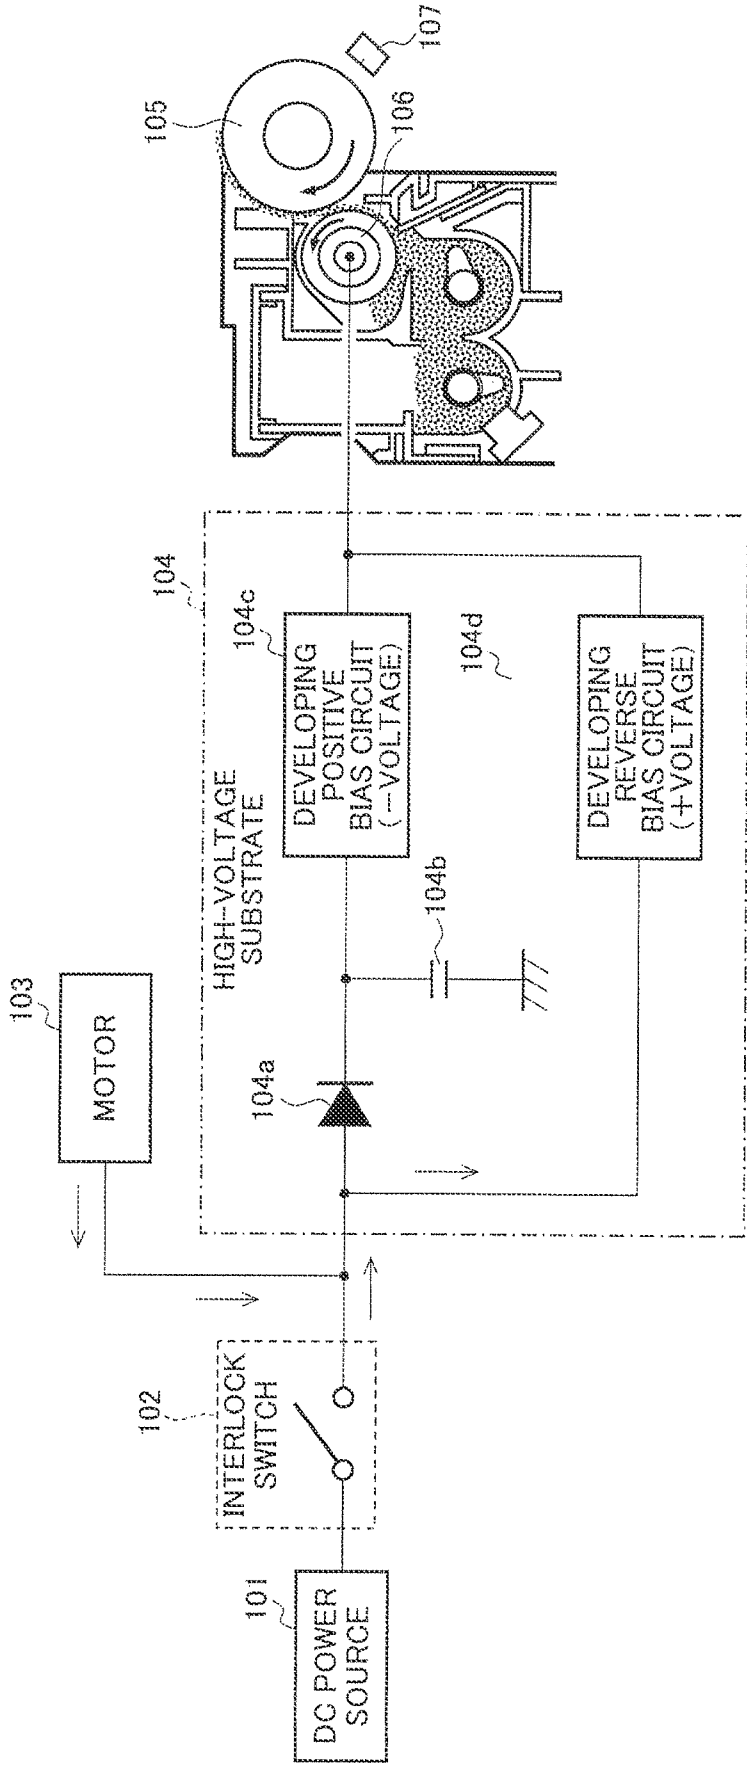 101
DC POWER
SOURCE
102
INTERLOCK
SWITCH
103
MOTOR
104
HIGH-VOLTAGE
SUBSTRATE
104a
104b
104c
DEVELOPING
POSITIVE
BIAS CIRCUIT
(−VOLTAGE)
104d
DEVELOPING
REVERSE
BIAS CIRCUIT
(+VOLTAGE)
105
106
107